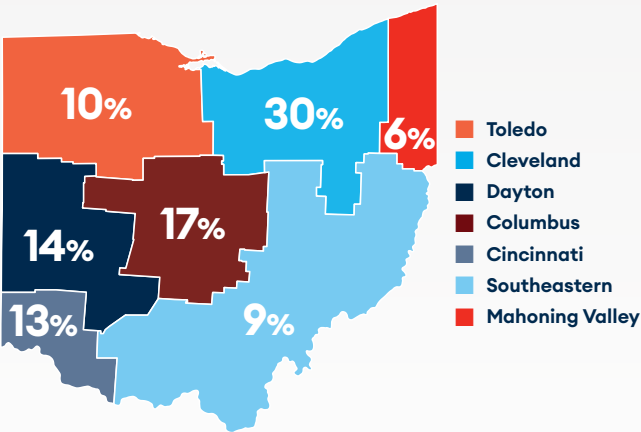 10%
30%
6%
17%
14%
13%
9%
Toledo
Cleveland
Dayton
Columbus
Cincinnati
Southeastern
Mahoning Valley